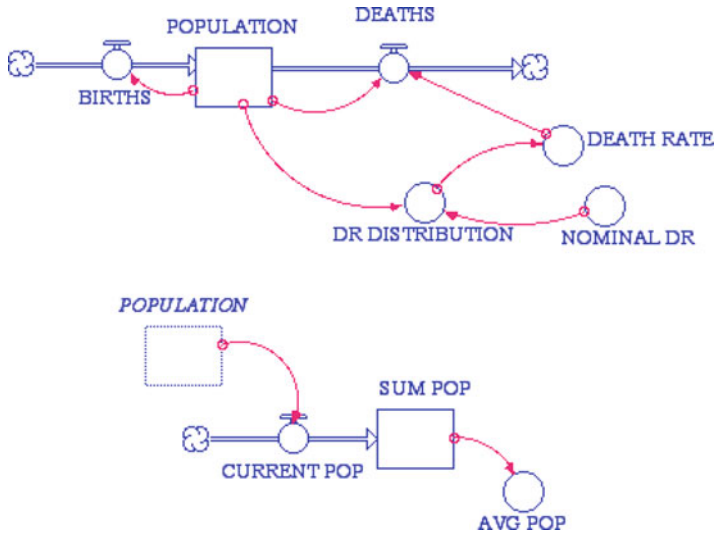 DEATHS
POPULATION
BIRTHS
DEATH RATE
DR DISTRIBUTION
NOMINAL DR
POPULATION
SUM POP
CURRENT POP
AVG POP